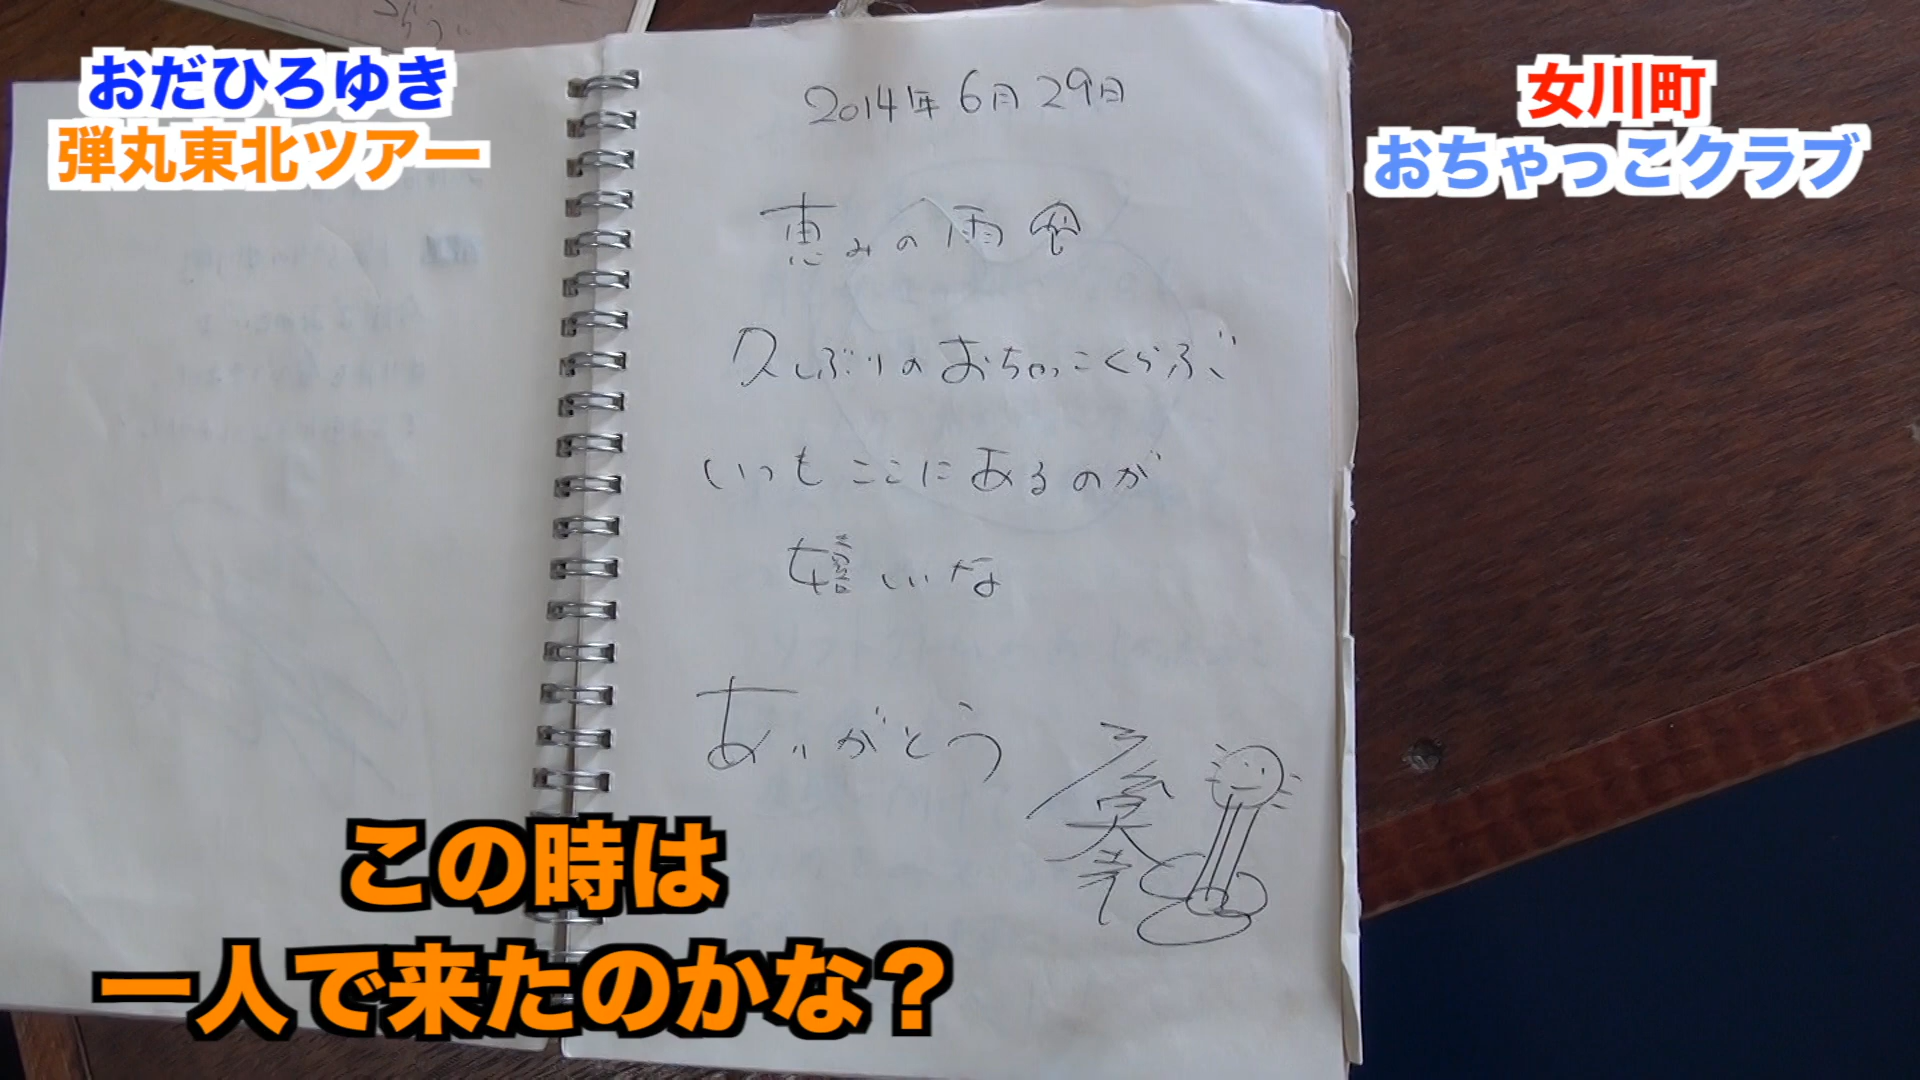 おだひろゆき
弾丸東北ツアー
女川町
おちゃっこクラブ
2014年6月29日
恵みの雨
久しぶりのおちゃっこくらぶ
いつもここにあるのが
嬉しいな
ありがとう
この時は
一人で来たのかな?